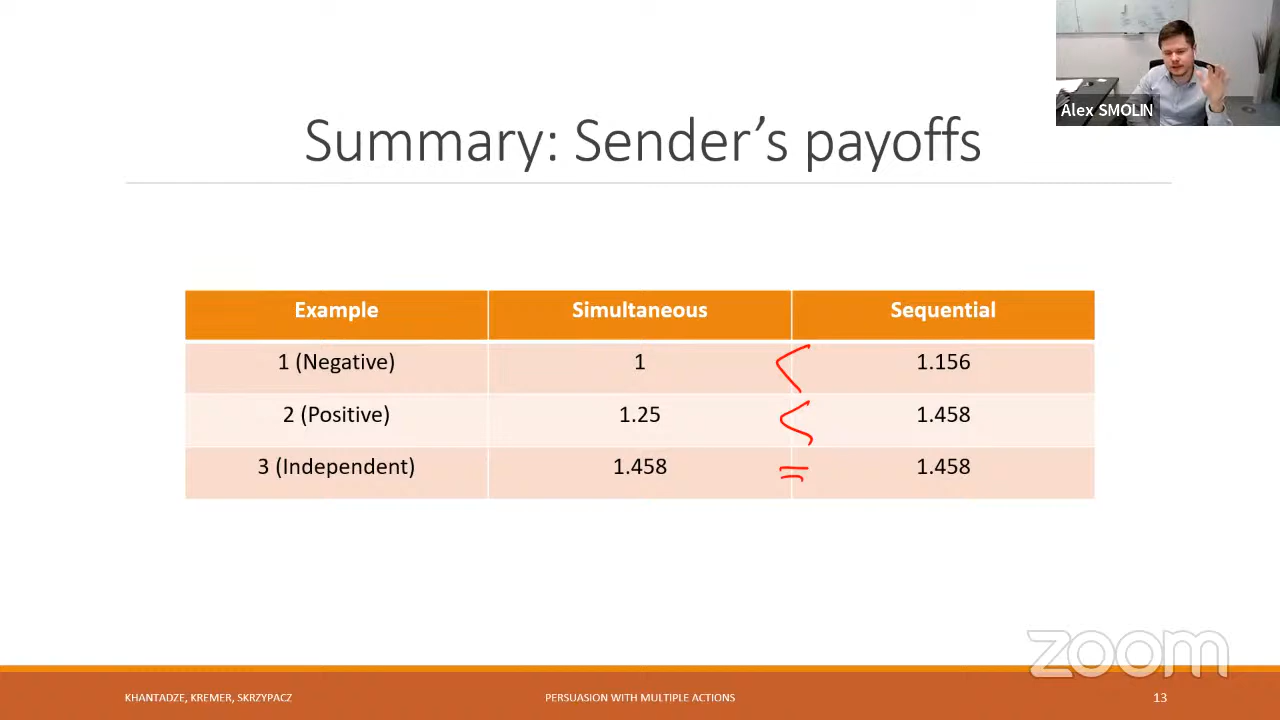 Alex SMOLIN
Summary: Sender’s payoffs
Example Simultaneous Sequential
1 (Negative) 1 < 1.156
2 (Positive) 1.25 < 1.458
3 (Independent) 1.458 = 1.458
zoom
KHANTADZE, KREMER, SKRZYPACZ PERSUASION WITH MULTIPLE ACTIONS 13